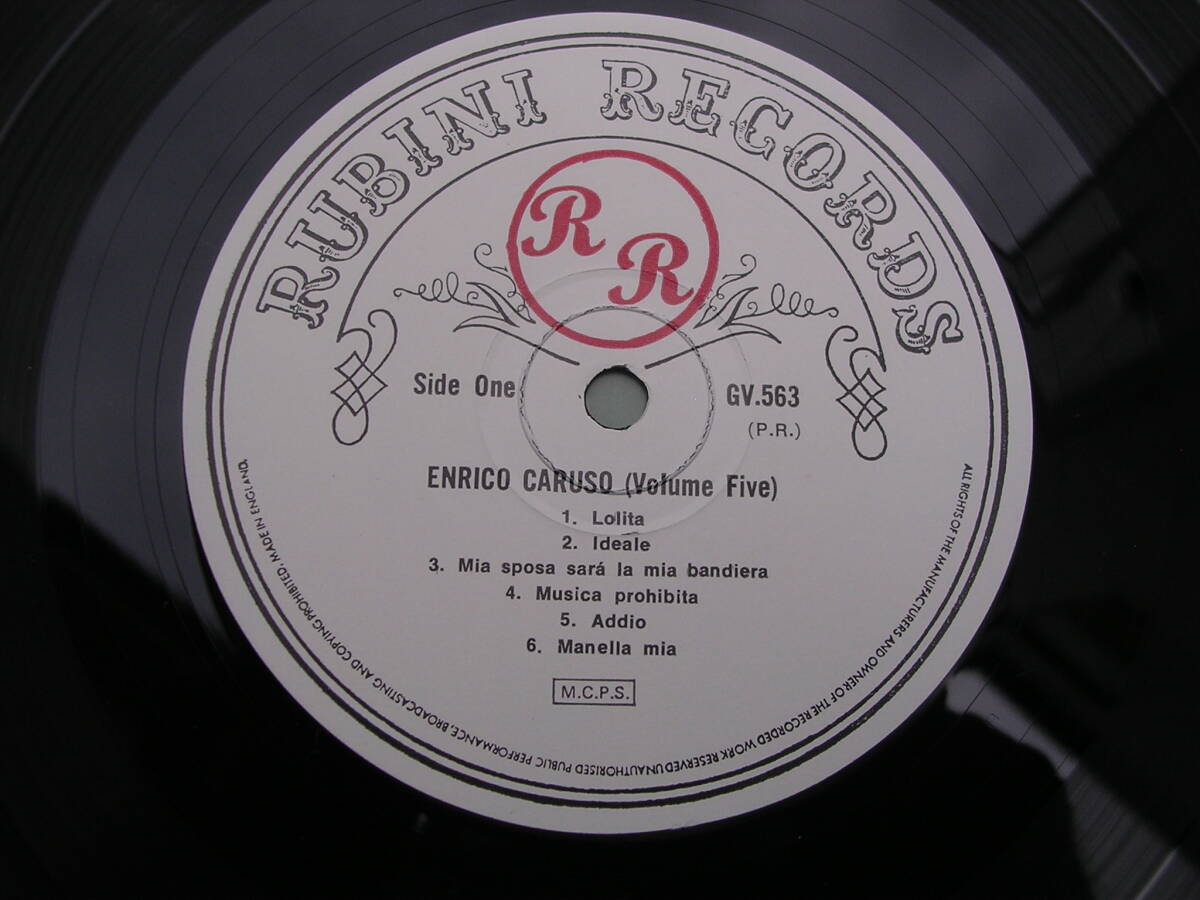 RUBINI RECORDS
R R
Side One
GV.563
(P.R.)
ENRICO CARUSO (Volume Five)
1. Lolita
2. Ideale
3. Mia sposa sará la mia bandiera
4. Musica prohibita
5. Addio
6. Manella mia
M.C.P.S.
ALL RIGHTS OF THE MANUFACTURERS AND OWNER OF THE RECORDED WORK RESERVED UNAUTHORISED PUBLIC PERFORMANCE, BROADCASTING AND COPYING PROHIBITED, MADE IN ENGLAND.